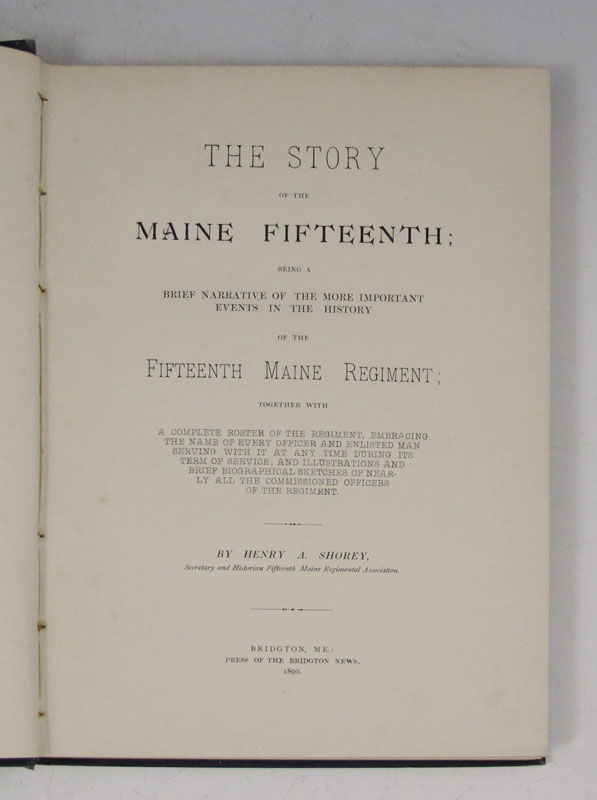 THE STORY
OF THE
MAINE FIFTEENTH;
BEING A
BRIEF NARRATIVE OF THE MORE IMPORTANT
EVENTS IN THE HISTORY
OF THE
FIFTEENTH MAINE REGIMENT;
TOGETHER WITH
A COMPLETE ROSTER OF THE REGIMENT, EMBRACING
THE NAME OF EVERY OFFICER AND ENLISTED MAN
SERVING WITH IT AT ANY TIME DURING ITS
TERM OF SERVICE; AND ILLUSTRATIONS AND
BRIEF BIOGRAPHICAL SKETCHES OF NEAR-
LY ALL THE COMMISSIONED OFFICERS
OF THE REGIMENT.
BY HENRY A. SHOREY,
Secretary and Historian Fifteenth Maine Regimental Association.
BRIDGTON, ME.:
PRESS OF THE BRIDGTON NEWS.
1890.